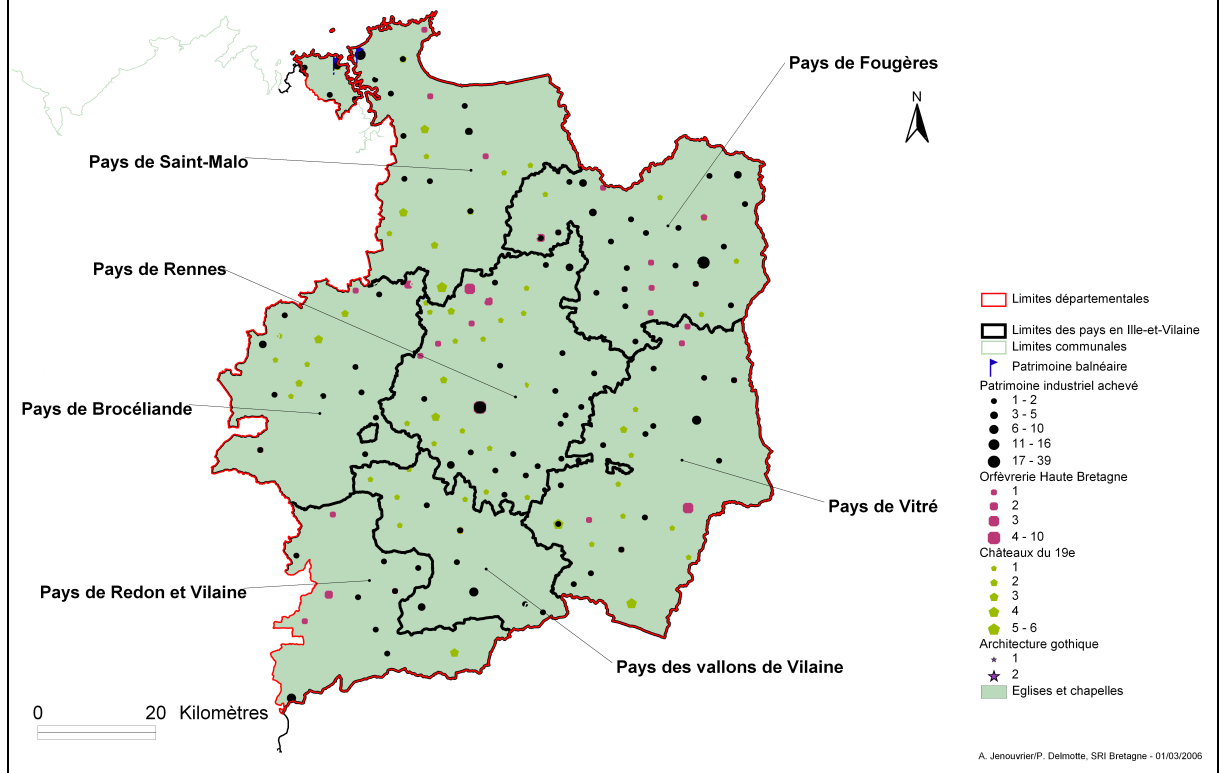 Pays de Fougères
N
Pays de Saint-Malo
Pays de Rennes
Pays de Brocéliande
Pays de Vitré
Pays de Redon et Vilaine
Pays des vallons de Vilaine
0 20 Kilomètres
Limites départementales
Limites des pays en Ille-et-Vilaine
Limites communales
Patrimoine balnéaire
Patrimoine industriel achevé
1 - 2
3 - 5
6 - 10
11 - 16
17 - 39
Orfèvrerie Haute Bretagne
1
2
3
4 - 10
Châteaux du 19e
1
2
3
4
5 - 6
Architecture gothique
1
2
Eglises et chapelles
A. Jenouvrier/P. Delmotte, SRI Bretagne - 01/03/2006